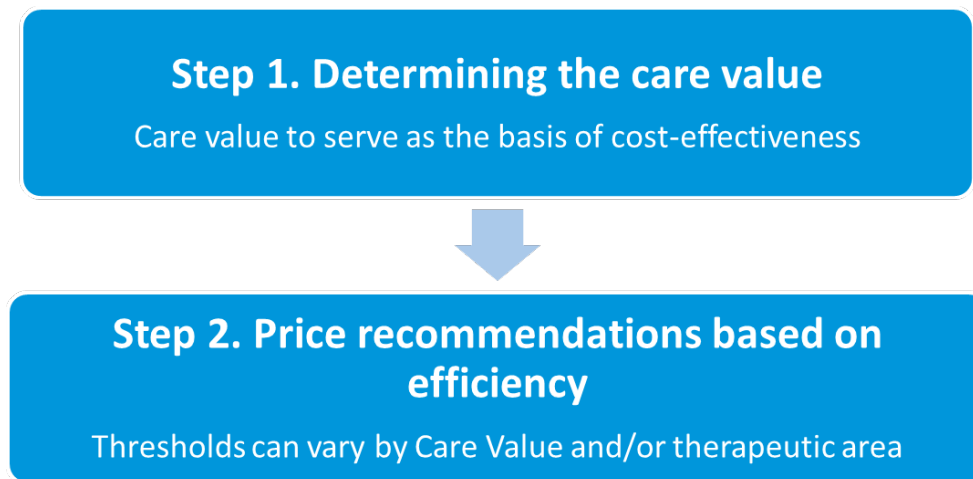 Step 1. Determining the care value
Care value to serve as the basis of cost-effectiveness
Step 2. Price recommendations based on
efficiency
Thresholds can vary by Care Value and/or therapeutic area